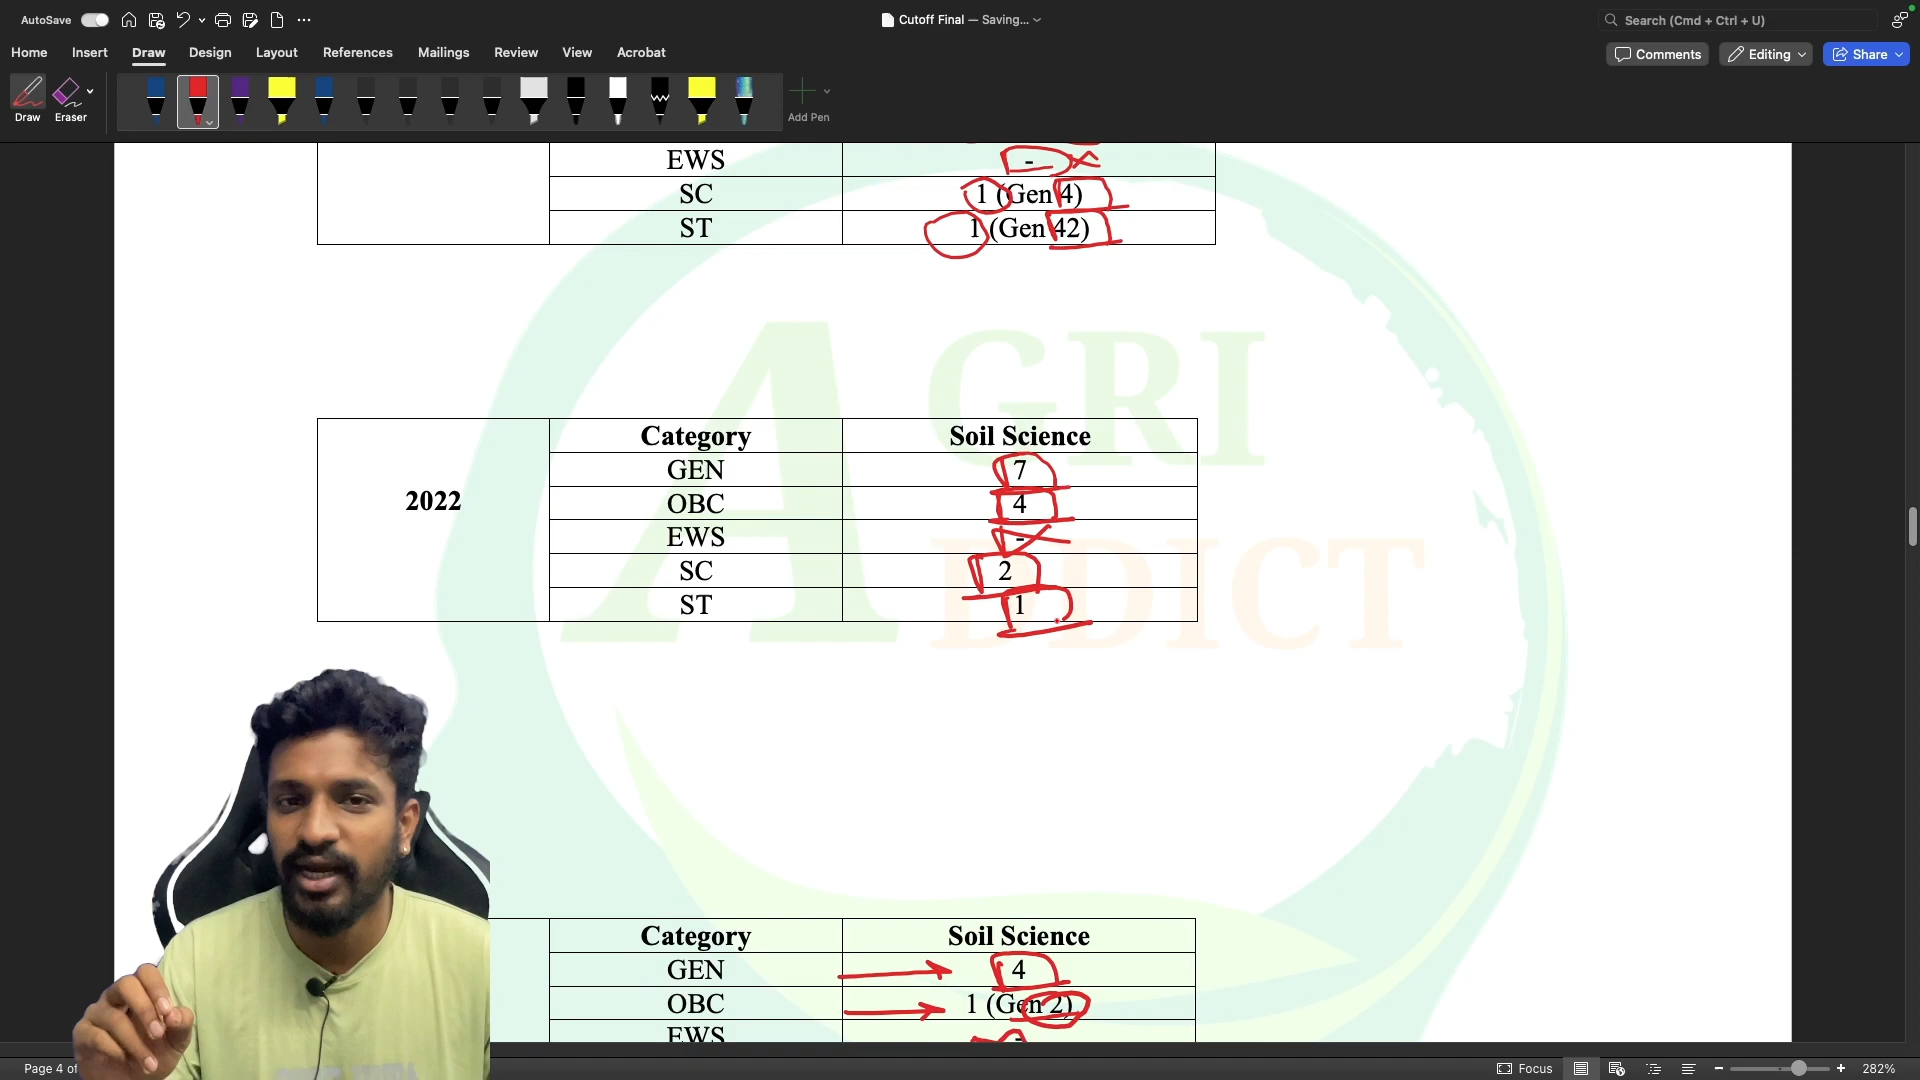 AutoSave
Cutoff Final — Saving...
Search (Cmd + Ctrl + U)
Home Insert Draw Design Layout References Mailings Review View Acrobat
Comments Editing Share
Draw Eraser Add Pen
EWS -
SC 1 (Gen 4)
ST 1 (Gen 42)
AGRI
ADDICT
2022
Category Soil Science
GEN 7
OBC 4
EWS -
SC 2
ST 1
Category Soil Science
GEN 4
OBC 1 (Gen 2)
EWS -
Page 4 of
Focus
282%